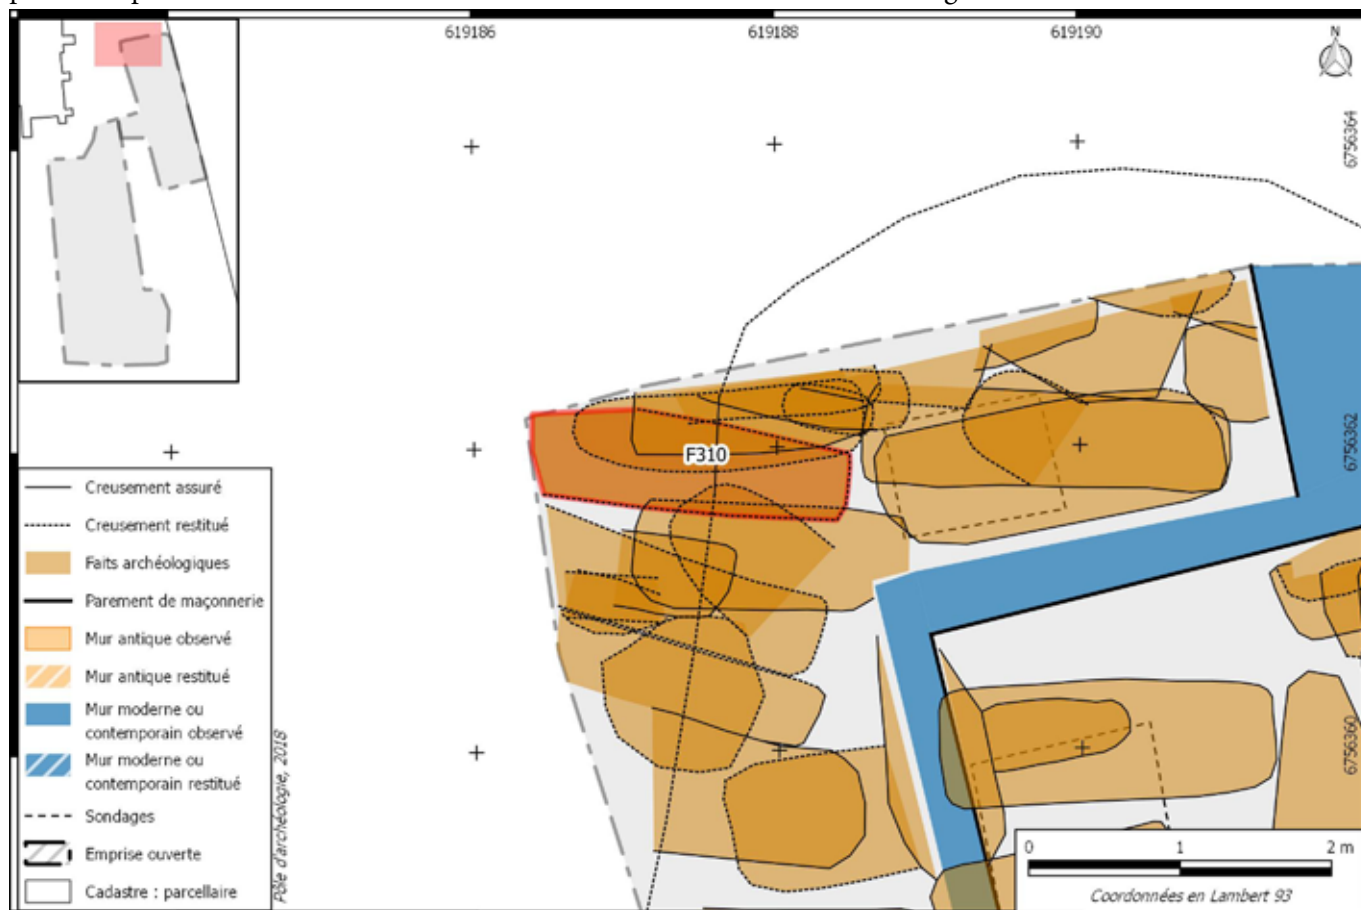 619186
619188
619190
N
6756364
6756362
6756360
F310
Creusement assuré
Creusement restitué
Faits archéologiques
Parement de maçonnerie
Mur antique observé
Mur antique restitué
Mur moderne ou
contemporain observé
Mur moderne ou
contemporain restitué
Sondages
Emprise ouverte
Cadastre : parcellaire
Pôle d'archéologie, 2018
0 1 2 m
Coordonnées en Lambert 93